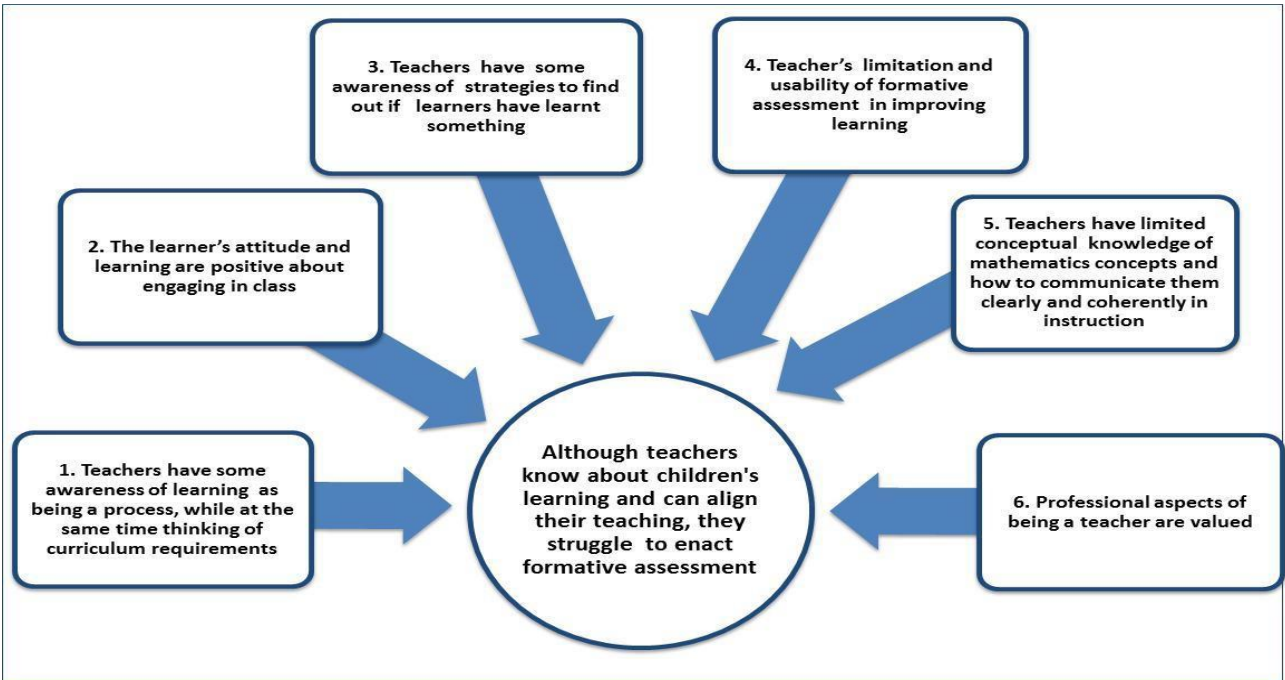 1. Teachers have some
awareness of learning as
being a process, while at the
same time thinking of
curriculum requirements
2. The learner’s attitude and
learning are positive about
engaging in class
3. Teachers have some
awareness of strategies to find
out if learners have learnt
something
4. Teacher’s limitation and
usability of formative
assessment in improving
learning
5. Teachers have limited
conceptual knowledge of
mathematics concepts and
how to communicate them
clearly and coherently in
instruction
6. Professional aspects of
being a teacher are valued
Although teachers
know about children's
learning and can align
their teaching, they
struggle to enact
formative assessment